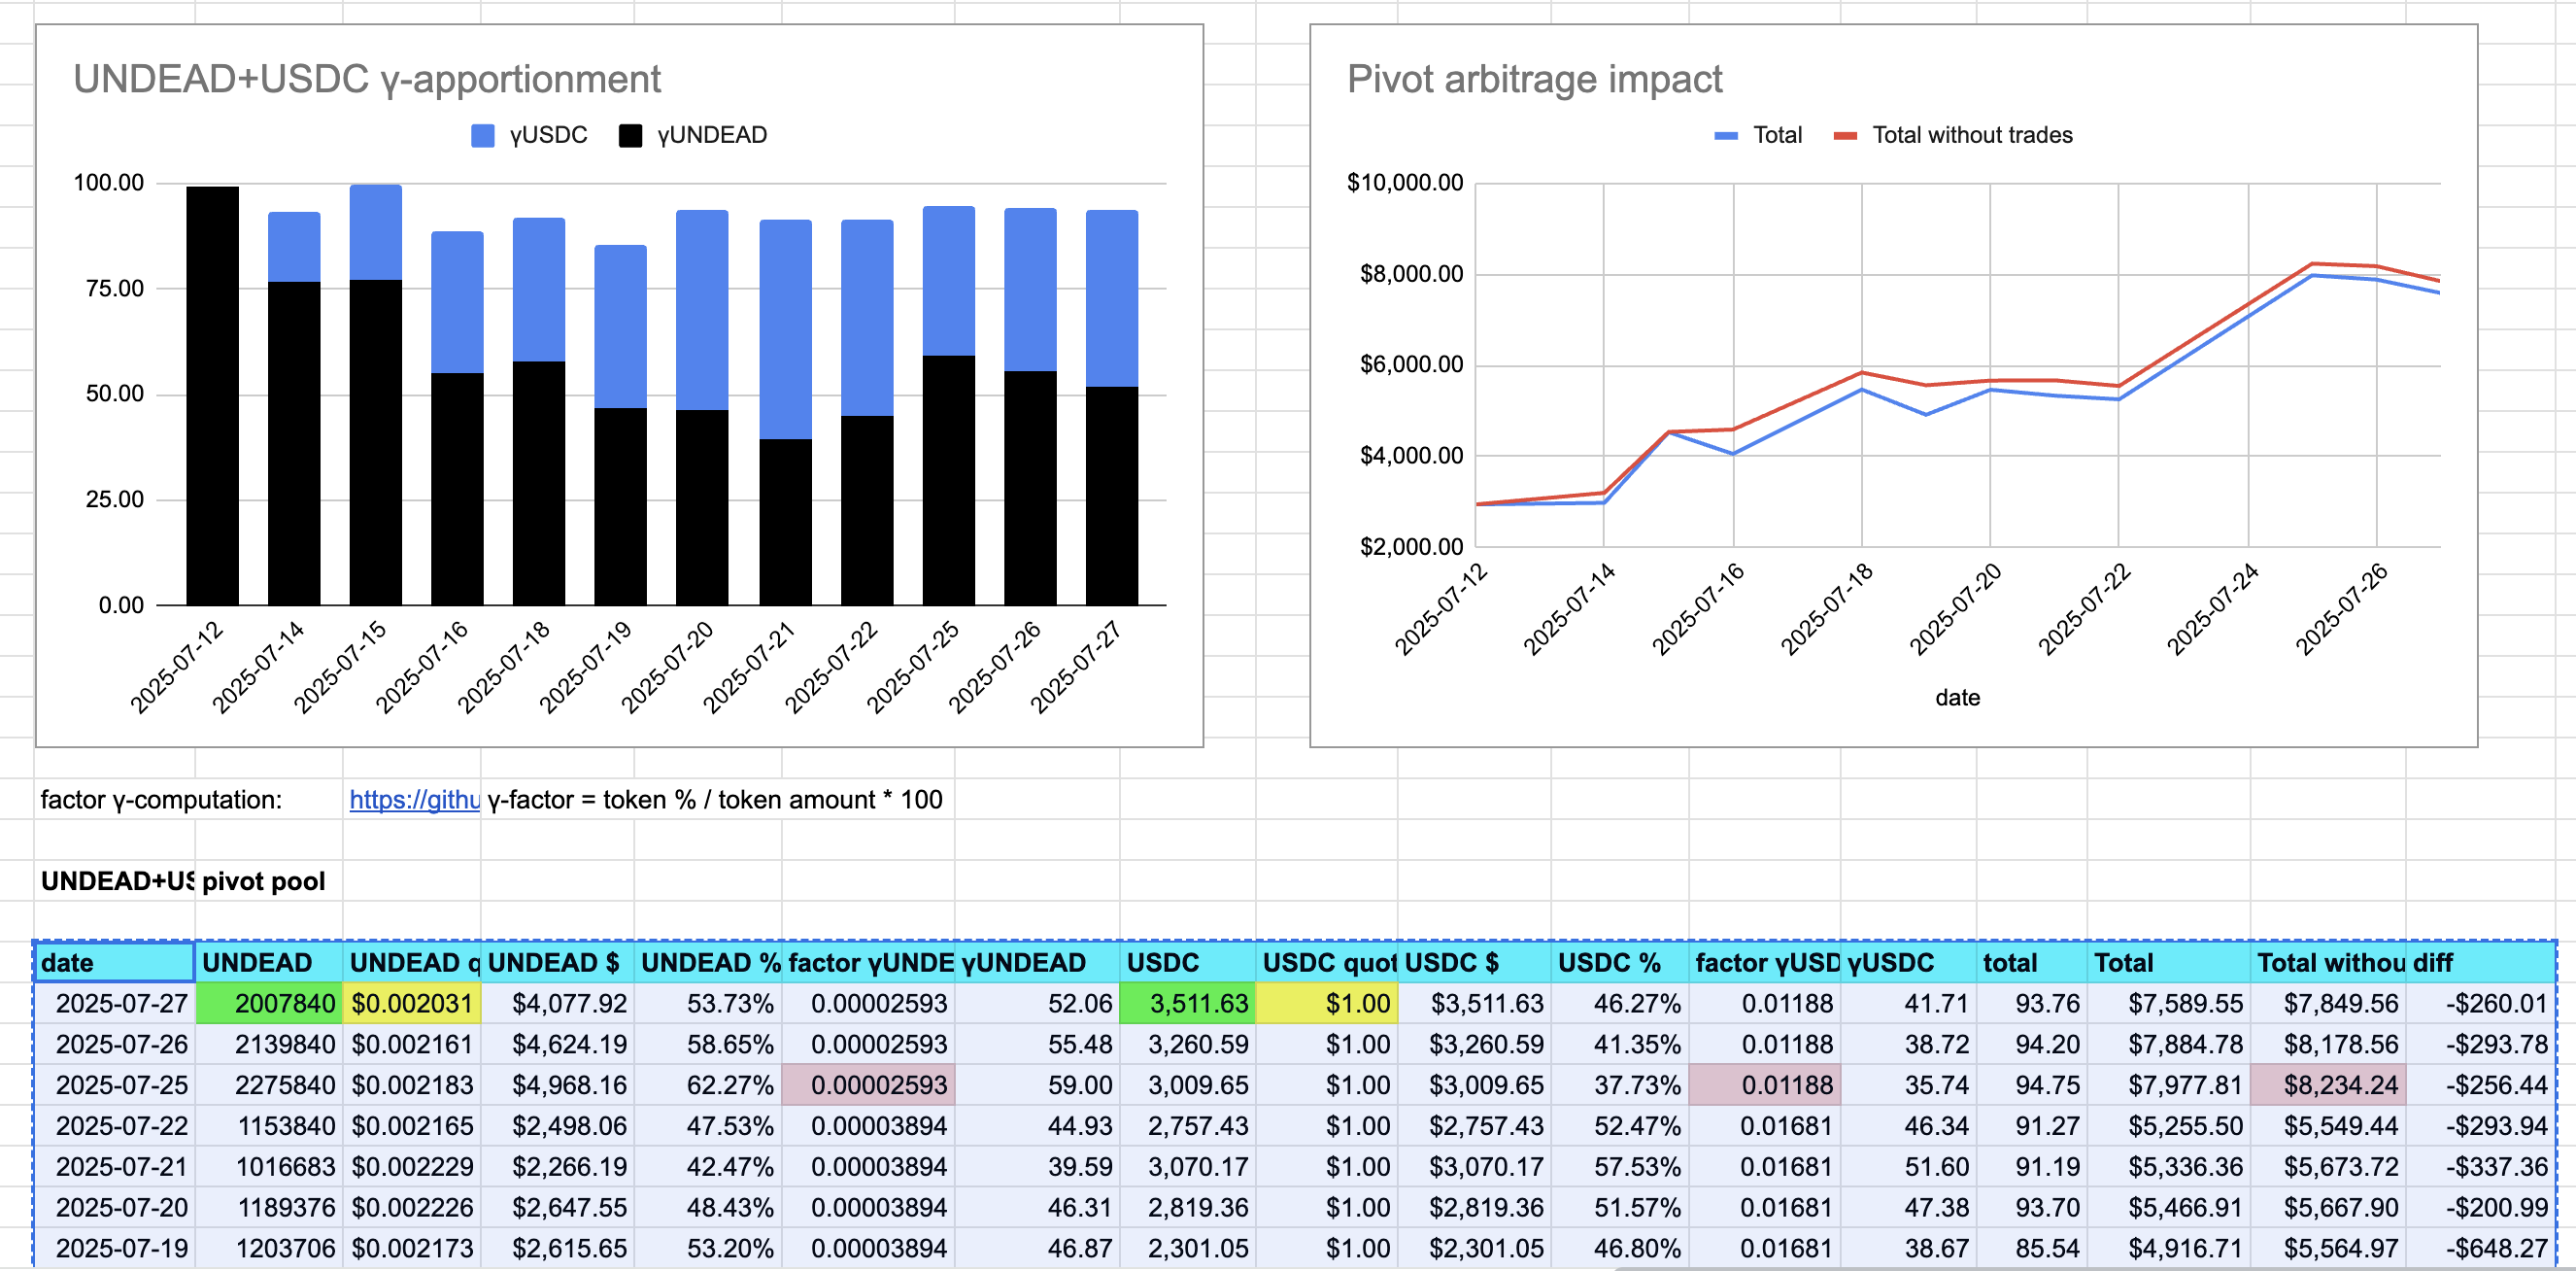 UNDEAD+USDC γ-apportionment
γUSDC γUNDEAD
100.00
75.00
50.00
25.00
0.00
2025-07-12 2025-07-14 2025-07-15 2025-07-16 2025-07-18 2025-07-19 2025-07-20 2025-07-21 2025-07-22 2025-07-25 2025-07-26 2025-07-27
Pivot arbitrage impact
Total Total without trades
$10,000.00
$8,000.00
$6,000.00
$4,000.00
$2,000.00
2025-07-12 2025-07-14 2025-07-16 2025-07-18 2025-07-20 2025-07-22 2025-07-24 2025-07-26
date
factor γ-computation: https://githu γ-factor = token % / token amount * 100
UNDEAD+US pivot pool
date UNDEAD UNDEAD q UNDEAD $ UNDEAD % factor γUNDE γUNDEAD USDC USDC quot USDC $ USDC % factor γUSD γUSDC total Total Total withou diff
2025-07-27 2007840 $0.002031 $4,077.92 53.73% 0.00002593 52.06 3,511.63 $1.00 $3,511.63 46.27% 0.01188 41.71 93.76 $7,589.55 $7,849.56 -$260.01
2025-07-26 2139840 $0.002161 $4,624.19 58.65% 0.00002593 55.48 3,260.59 $1.00 $3,260.59 41.35% 0.01188 38.72 94.20 $7,884.78 $8,178.56 -$293.78
2025-07-25 2275840 $0.002183 $4,968.16 62.27% 0.00002593 59.00 3,009.65 $1.00 $3,009.65 37.73% 0.01188 35.74 94.75 $7,977.81 $8,234.24 -$256.44
2025-07-22 1153840 $0.002165 $2,498.06 47.53% 0.00003894 44.93 2,757.43 $1.00 $2,757.43 52.47% 0.01681 46.34 91.27 $5,255.50 $5,549.44 -$293.94
2025-07-21 1016683 $0.002229 $2,266.19 42.47% 0.00003894 39.59 3,070.17 $1.00 $3,070.17 57.53% 0.01681 51.60 91.19 $5,336.36 $5,673.72 -$337.36
2025-07-20 1189376 $0.002226 $2,647.55 48.43% 0.00003894 46.31 2,819.36 $1.00 $2,819.36 51.57% 0.01681 47.38 93.70 $5,466.91 $5,667.90 -$200.99
2025-07-19 1203706 $0.002173 $2,615.65 53.20% 0.00003894 46.87 2,301.05 $1.00 $2,301.05 46.80% 0.01681 38.67 85.54 $4,916.71 $5,564.97 -$648.27